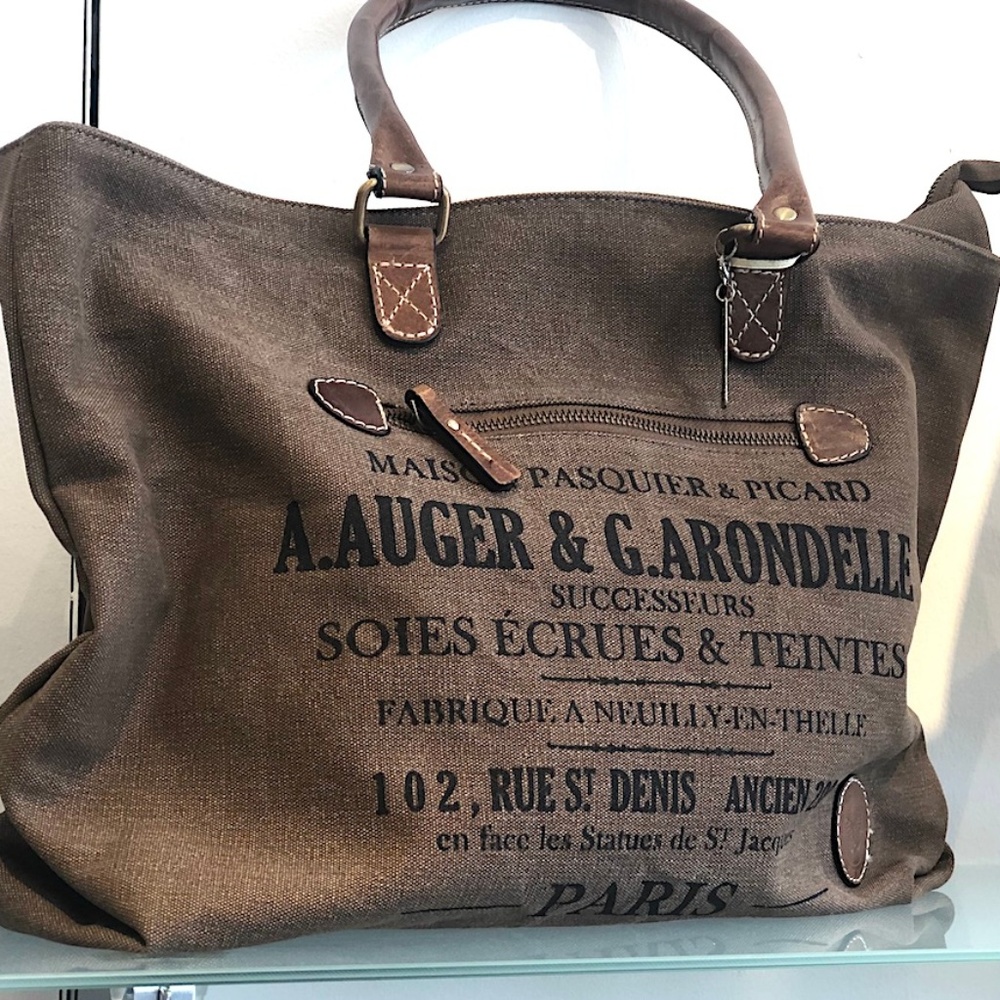 MAISON PASQUIER & PICARD
A.AUGER & G.ARONDELLE
SUCCESSEURS
SOIES ÉCRUES & TEINTES
FABRIQUE A NEUILLY-EN-THELLE
102, RUE ST DENIS ANCIEN
en face les Statues de ST Jacques
PARIS